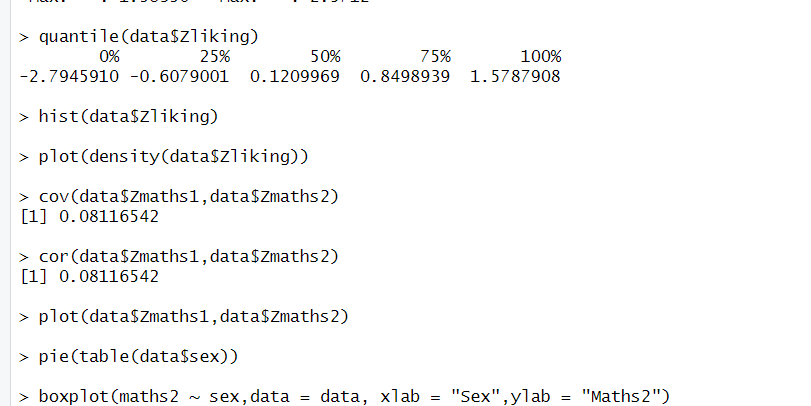 > quantile(data$Zliking)
0% 25% 50% 75% 100%
-2.7945910 -0.6079001 0.1209969 0.8498939 1.5787908
> hist(data$Zliking)
> plot(density(data$Zliking))
> cov(data$Zmaths1,data$Zmaths2)
[1] 0.08116542
> cor(data$Zmaths1,data$Zmaths2)
[1] 0.08116542
> plot(data$Zmaths1,data$Zmaths2)
> pie(table(data$sex))
> boxplot(maths2 ~ sex,data = data, xlab = "Sex",ylab = "Maths2")